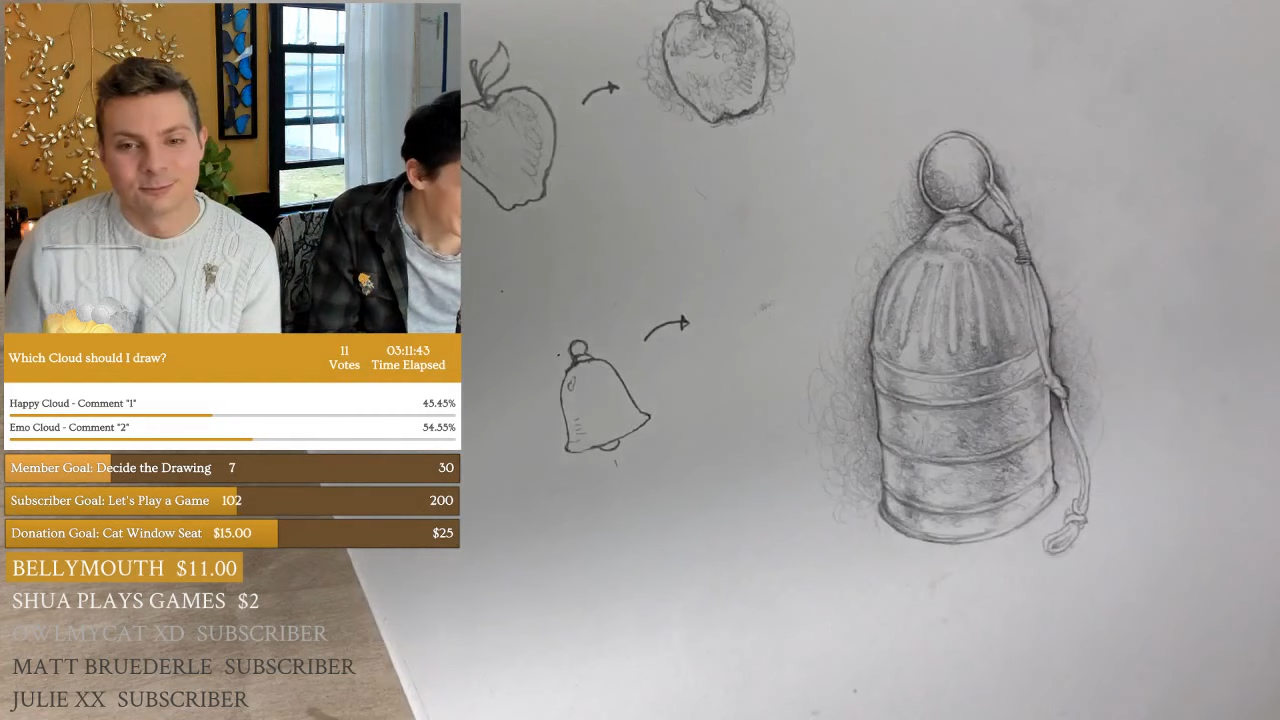 Which Cloud should I draw?
11 Votes
03:11:43 Time Elapsed
Happy Cloud - Comment "1" 45.45%
Emo Cloud - Comment "2" 54.55%
Member Goal: Decide the Drawing 7 30
Subscriber Goal: Let's Play a Game 102 200
Donation Goal: Cat Window Seat $15.00 $25
BELLYMOUTH $11.00
SHUA PLAYS GAMES $2
OWLMYCAT XD SUBSCRIBER
MATT BRUEDERLE SUBSCRIBER
JULIE XX SUBSCRIBER